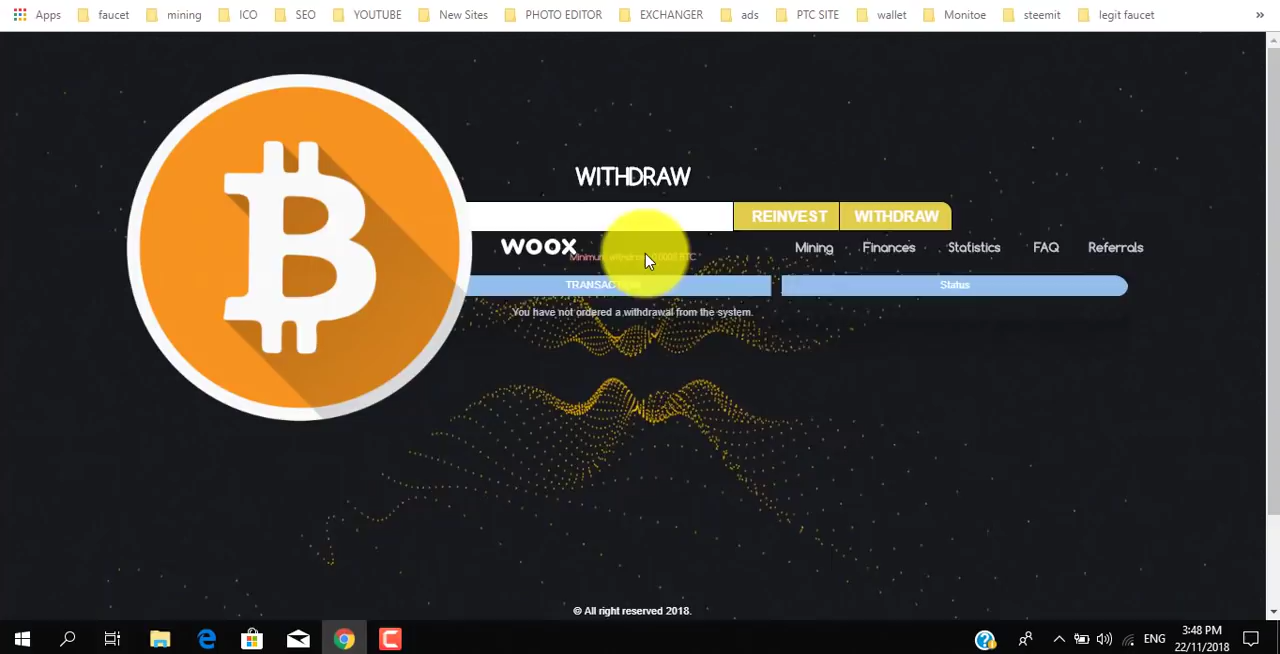 Apps faucet mining ICO SEO YOUTUBE New Sites PHOTO EDITOR EXCHANGER ads PTC SITE wallet Monitoe steemit legit faucet »
WITHDRAW
REINVEST WITHDRAW
WOOX Mining Finances Statistics FAQ Referrals
BTC
Status
You have not ordered a withdrawal from the system.
© All right reserved 2018.
3:48 PM
ENG
22/11/2018